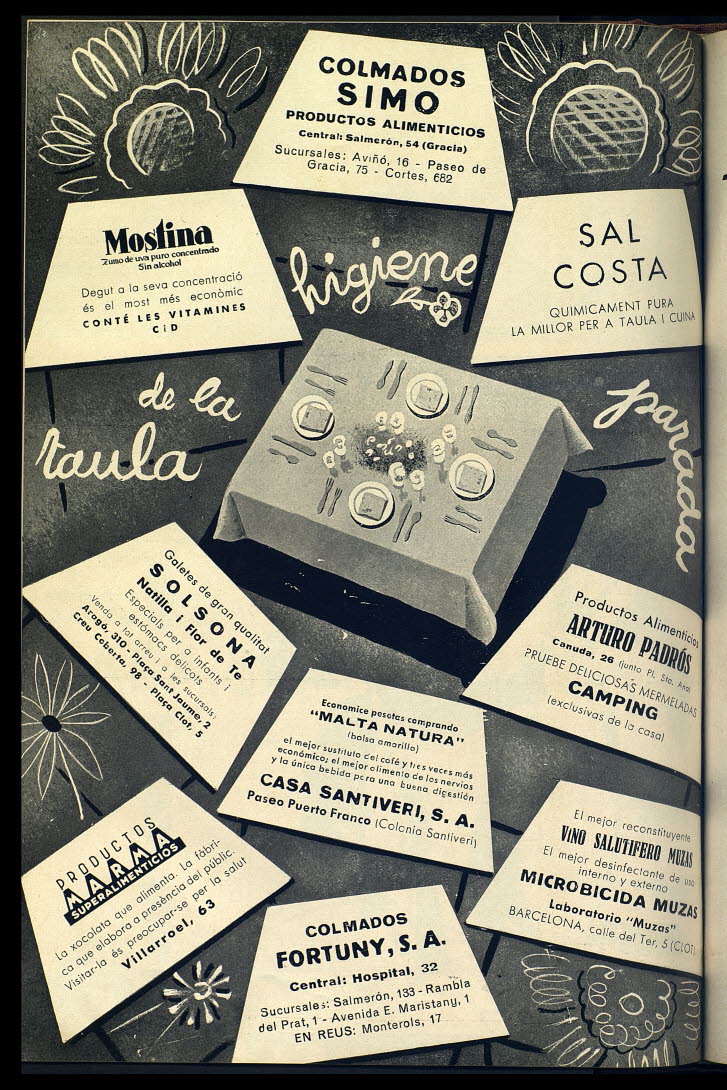 COLMADOS
SIMO
PRODUCTOS ALIMENTICIOS
Central: Salmerón, 54 (Gracia)
Sucursales: Aviñó, 16 - Paseo de
Gracia, 75 - Cortes, 682
Mostina
Zumo de uva puro concentrado
Sin alcohol
Degut a la seva concentració
és el most més econòmic
CONTÉ LES VITAMINES
C i D
higiene
SAL
COSTA
QUIMICAMENT PURA
LA MILLOR PER A TAULA I CUINA
de la
taula
parada
Galetes de gran qualitat
SOLSONA
Natilla i Flor de Te
Especials per a infants i
estómacs delicots
Venda a tot arreu i a les sucursals:
Aragó, 310 - Plaça Sant Jaume, 2
Creu Coberta, 98 - Plaça Clot, 5
Productos Alimenticios
ARTURO PADRÓS
Canuda, 26 (junto Pl. Sta. Ana)
PRUEBE DELICIOSAS MERMELADAS
CAMPING
(exclusivas de la casa)
Economice pesetas comprando
"MALTA NATURA"
(bolsa amarilla)
el mejor sustituto del café y tres veces más
económico; el mejor alimento de los nervios
y la única bebida para una buena digestión
CASA SANTIVERI, S. A.
Paseo Puerto Franco (Colonia Santiveri)
PRODUCTOS
MARMA
SUPERALIMENTICIOS
La xocolata que alimenta. La fàbri-
ca que elabora a presència del públic.
Visitar-la és preocupar-se per la salut
Villarroel, 63
El mejor reconstituyente
VINO SALUTIFERO MUZAS
El mejor desinfectante de uso
interno y externo
MICROBICIDA MUZAS
Laboratorio "Muzas"
BARCELONA, calle del Ter, 5 (CLOT)
COLMADOS
FORTUNY, S. A.
Central: Hospital, 32
Sucursales: Salmerón, 133 - Rambla
del Prat, 1 - Avenida E. Maristany, 1
EN REUS: Monterols, 17